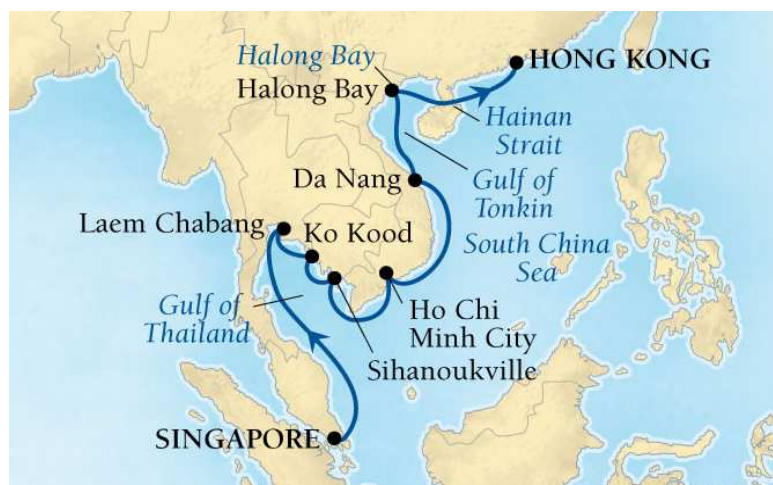 Halong Bay
HONG KONG
Halong Bay
Hainan
Strait
Da Nang
Gulf of
Tonkin
Laem Chabang
Ko Kood
South China
Sea
Gulf of
Thailand
Ho Chi
Minh City
Sihanoukville
SINGAPORE